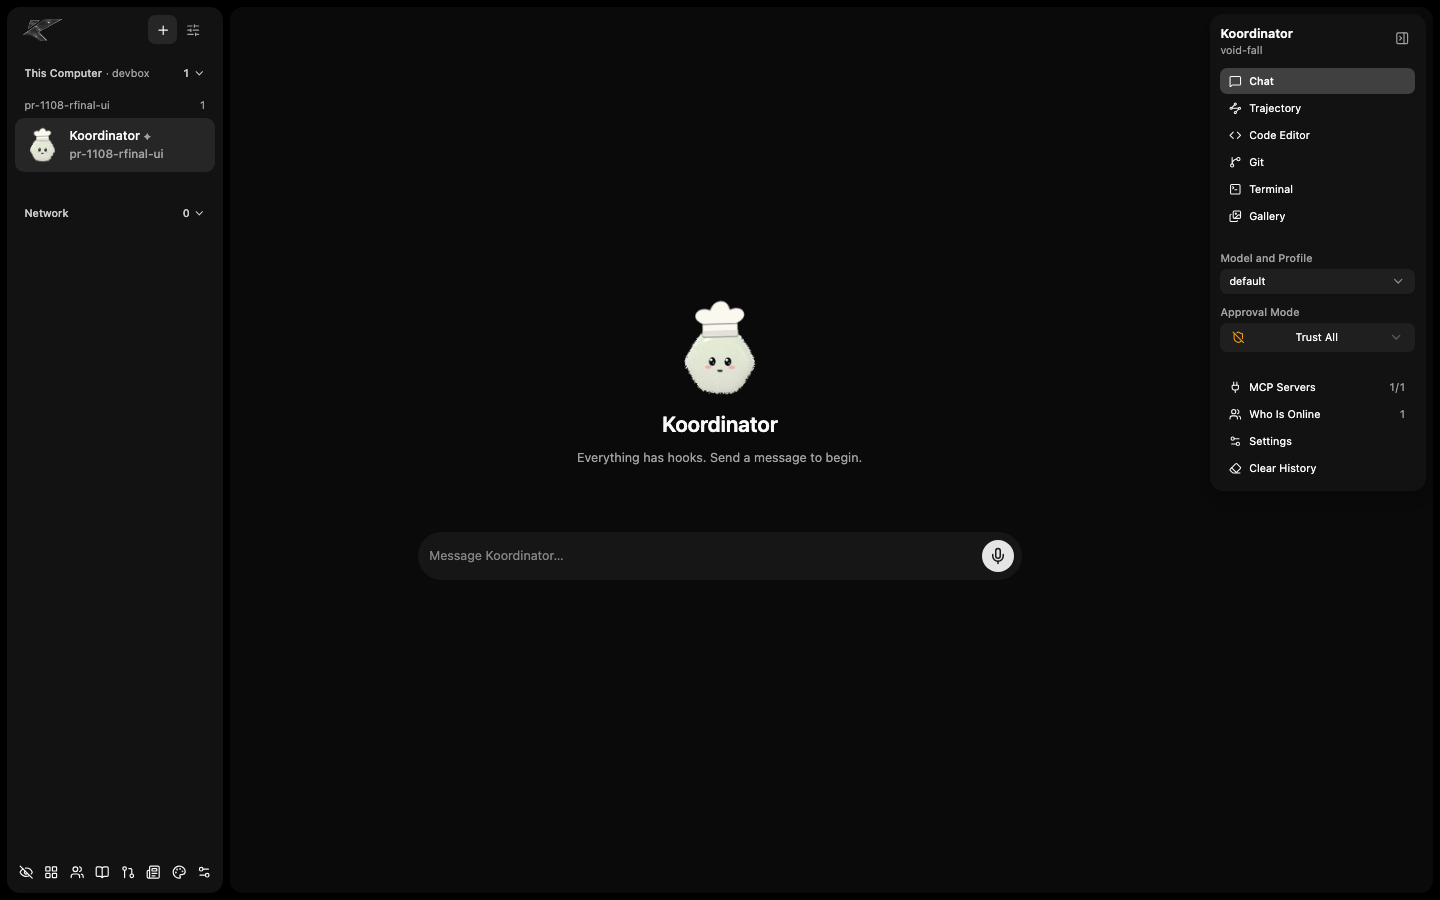 This Computer · devbox 1
pr-1108-rfinal-ui 1
Koordinator
pr-1108-rfinal-ui
Network 0
Koordinator
Everything has hooks. Send a message to begin.
Message Koordinator...
Koordinator
void-fall
Chat
Trajectory
Code Editor
Git
Terminal
Gallery
Model and Profile
default
Approval Mode
Trust All
MCP Servers 1/1
Who Is Online 1
Settings
Clear History